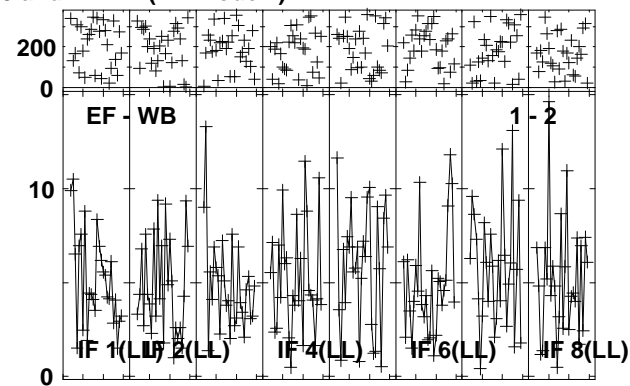 200
0
EF - WB
1 - 2
10
IF 1(LL)
IF 2(LL)
IF 4(LL)
IF 6(LL)
IF 8(LL)
0